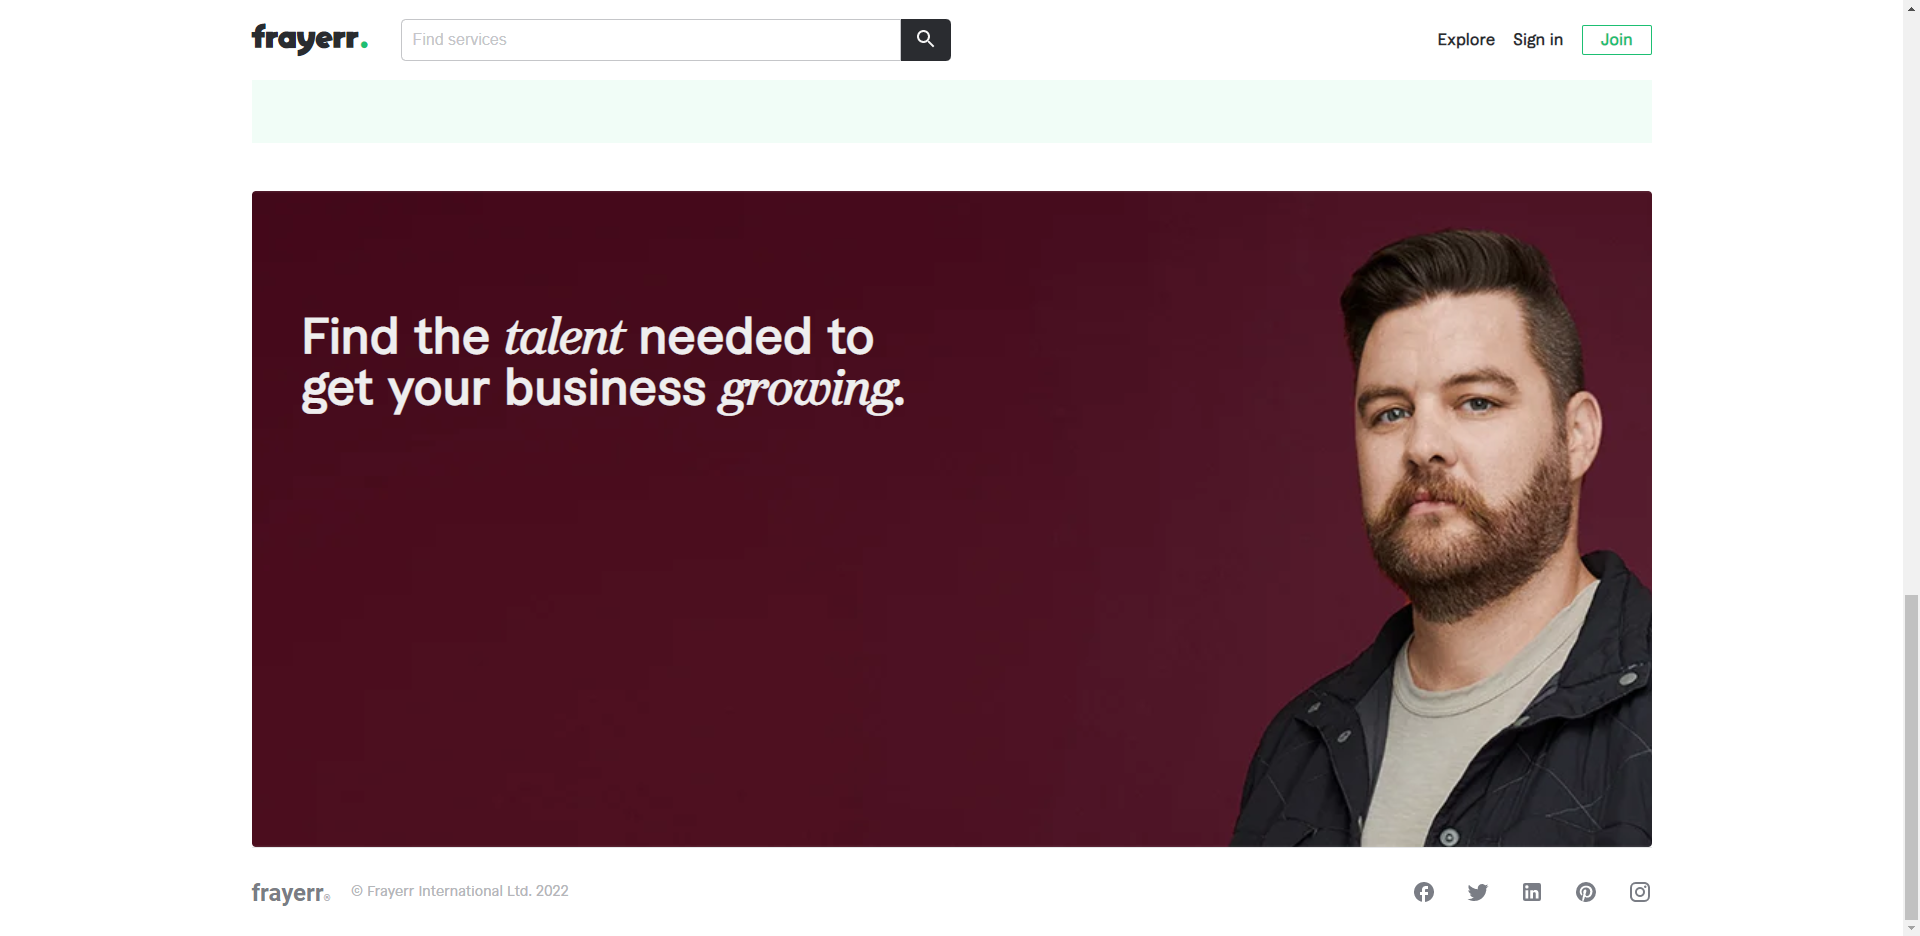 frayerr.
Find services
Explore
Sign in
Join
Find the talent needed to
get your business growing.
frayerr®
© Frayerr International Ltd. 2022